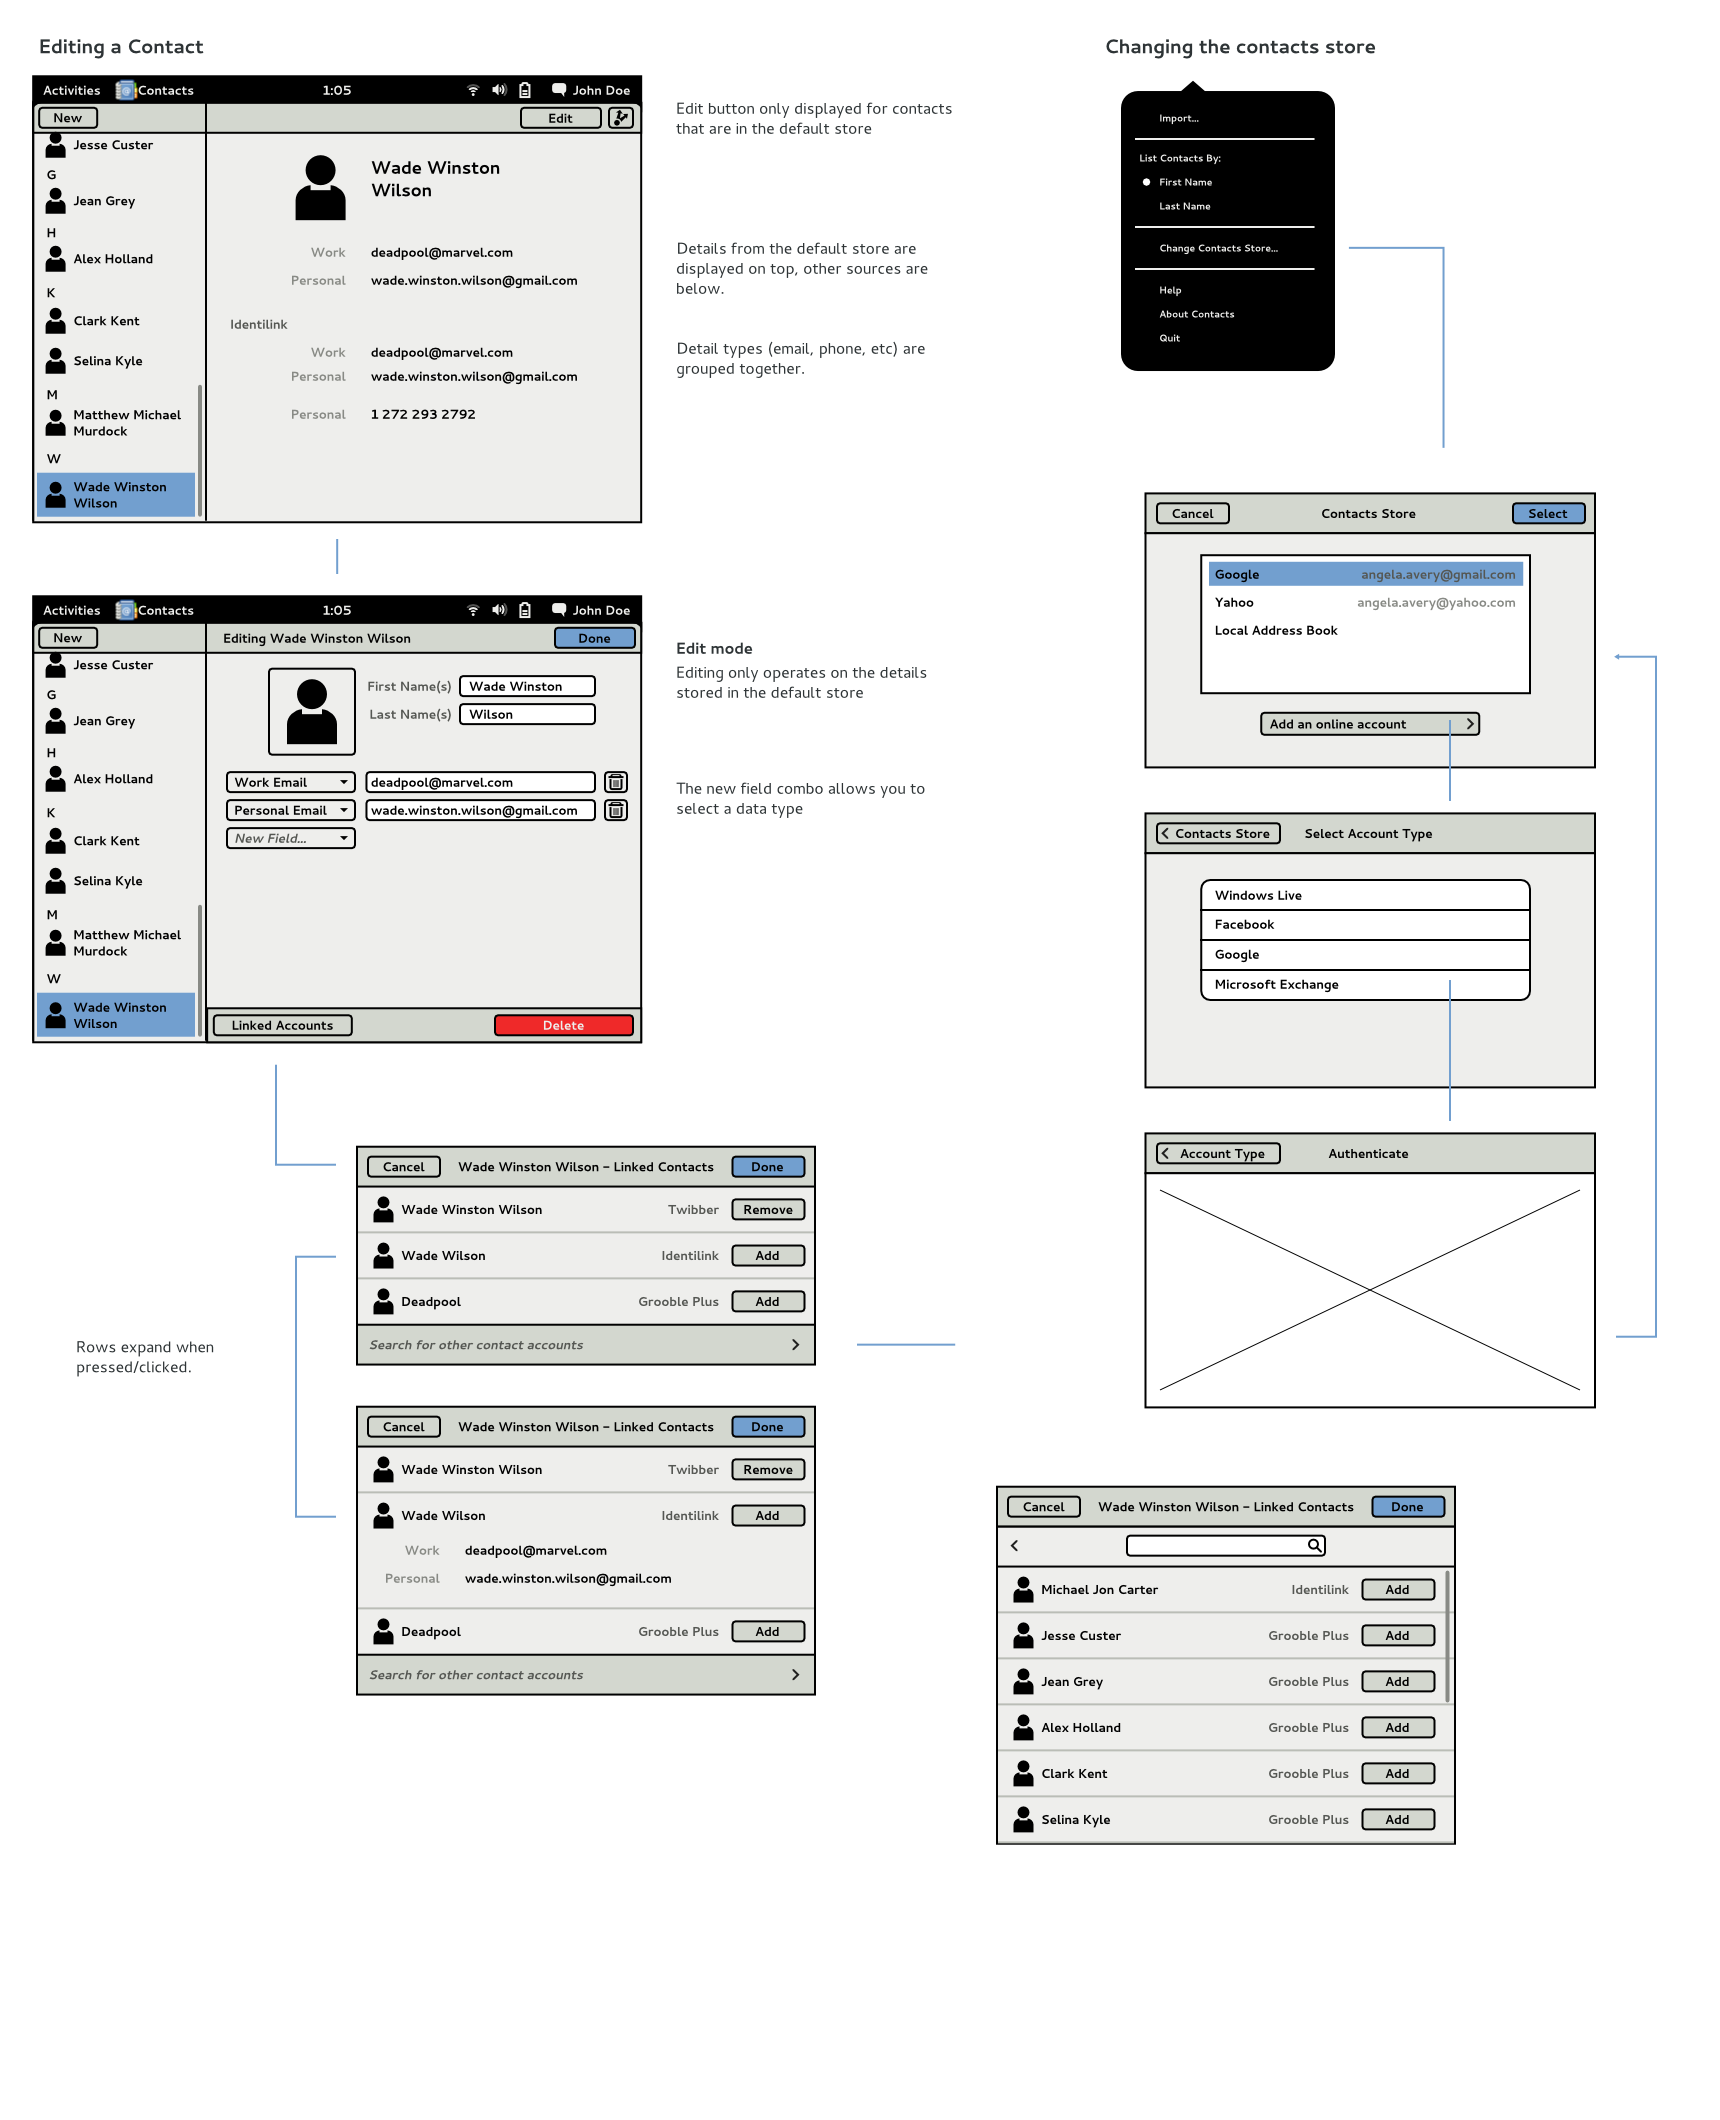 Editing a Contact
Activities Contacts 1:05 John Doe
New Edit
Jesse Custer
G
Jean Grey
H
Alex Holland
K
Clark Kent
Selina Kyle
M
Matthew Michael
Murdock
W
Wade Winston
Wilson
Wade Winston
Wilson
Work deadpool@marvel.com
Personal wade.winston.wilson@gmail.com
Identilink
Work deadpool@marvel.com
Personal wade.winston.wilson@gmail.com
Personal 1 272 293 2792
Edit button only displayed for contacts
that are in the default store
Details from the default store are
displayed on top, other sources are
below.
Detail types (email, phone, etc) are
grouped together.
Activities Contacts 1:05 John Doe
New Editing Wade Winston Wilson Done
Jesse Custer
G
Jean Grey
H
Alex Holland
K
Clark Kent
Selina Kyle
M
Matthew Michael
Murdock
W
Wade Winston
Wilson
First Name(s) Wade Winston
Last Name(s) Wilson
Work Email deadpool@marvel.com
Personal Email wade.winston.wilson@gmail.com
New Field...
Linked Accounts Delete
Edit mode
Editing only operates on the details
stored in the default store
The new field combo allows you to
select a data type
Cancel Wade Winston Wilson – Linked Contacts Done
Wade Winston Wilson Twibber Remove
Wade Wilson Identilink Add
Deadpool Grooble Plus Add
Search for other contact accounts
Rows expand when
pressed/clicked.
Cancel Wade Winston Wilson – Linked Contacts Done
Wade Winston Wilson Twibber Remove
Wade Wilson Identilink Add
Work deadpool@marvel.com
Personal wade.winston.wilson@gmail.com
Deadpool Grooble Plus Add
Search for other contact accounts
Changing the contacts store
Import...
List Contacts By:
First Name
Last Name
Change Contacts Store...
Help
About Contacts
Quit
Cancel Contacts Store Select
Google angela.avery@gmail.com
Yahoo angela.avery@yahoo.com
Local Address Book
Add an online account
Contacts Store Select Account Type
Windows Live
Facebook
Google
Microsoft Exchange
Account Type Authenticate
Cancel Wade Winston Wilson – Linked Contacts Done
Michael Jon Carter Identilink Add
Jesse Custer Grooble Plus Add
Jean Grey Grooble Plus Add
Alex Holland Grooble Plus Add
Clark Kent Grooble Plus Add
Selina Kyle Grooble Plus Add